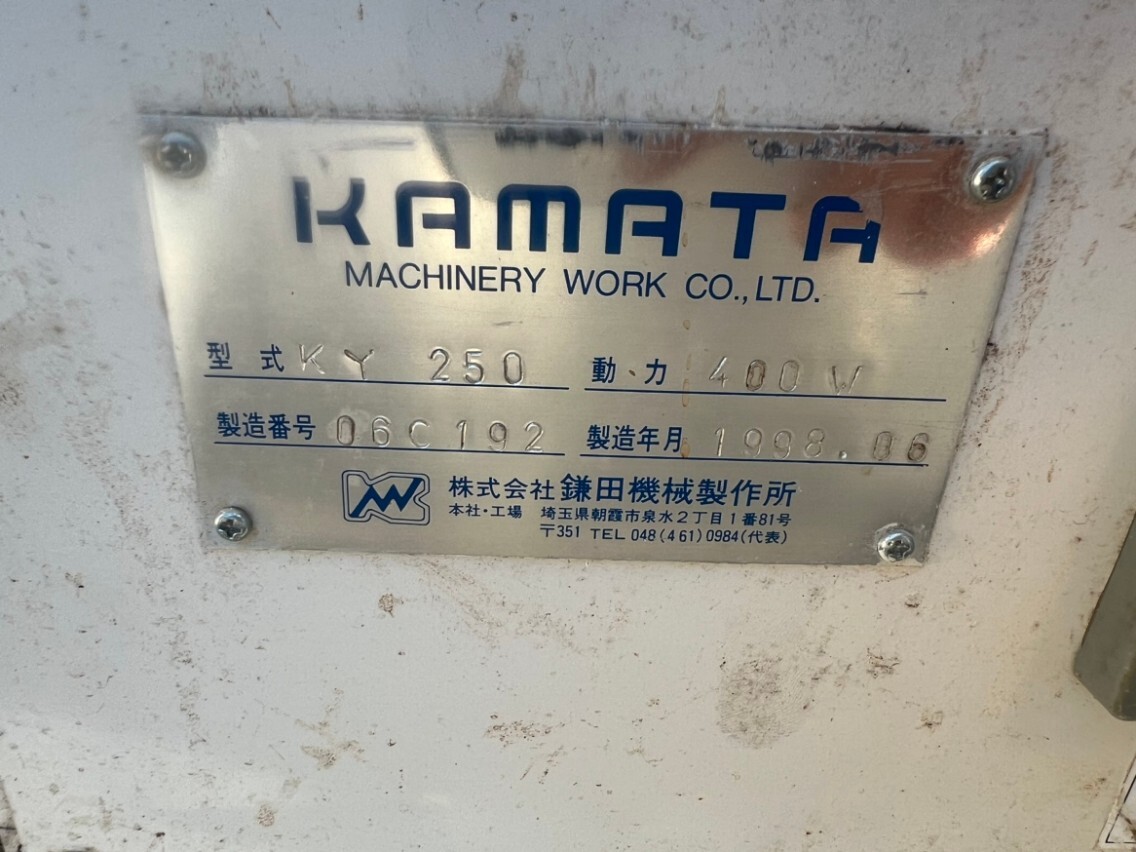 KAMATA
MACHINERY WORK CO.,LTD.
型式 KY 250 動力 400W
製造番号 06C192 製造年月 1998.06
株式会社 鎌田機械製作所
本社・工場 埼玉県朝霞市泉水2丁目1番81号
〒351 TEL 048(461)0984(代表)